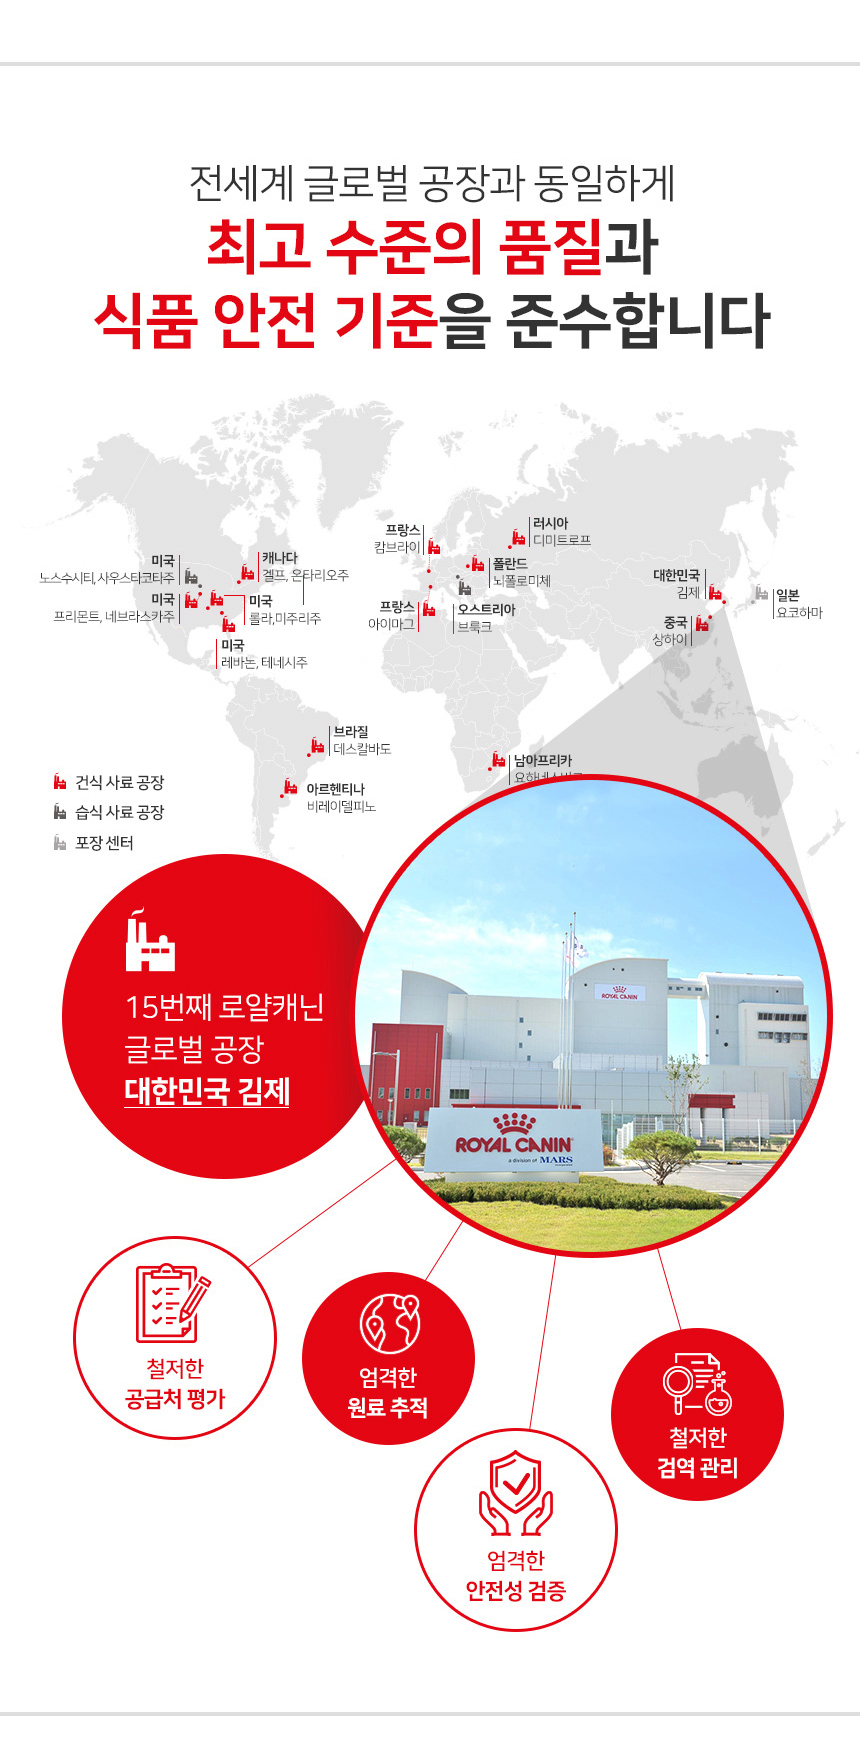 전세계 글로벌 공장과 동일하게
최고 수준의 품질과
식품 안전 기준을 준수합니다
미국
노스수시티, 사우스타코타주
미국
프리몬트, 네브라스카주
캐나다
겔프, 온타리오주
미국
롤라, 미주리주
미국
레바논, 테네시주
프랑스
캄브라이
프랑스
아이마그
러시아
디미트로프
폴란드
뇌폴로미체
오스트리아
브룩크
대한민국
김제
중국
상하이
일본
요코하마
브라질
데스칼바도
아르헨티나
비레이델피노
남아프리카
건식 사료 공장
습식 사료 공장
포장 센터
15번째 로얄캐닌
글로벌 공장
대한민국 김제
ROYAL CANIN
ROYAL CANIN
a division of MARS
철저한
공급처 평가
엄격한
원료 추적
엄격한
안전성 검증
철저한
검역 관리